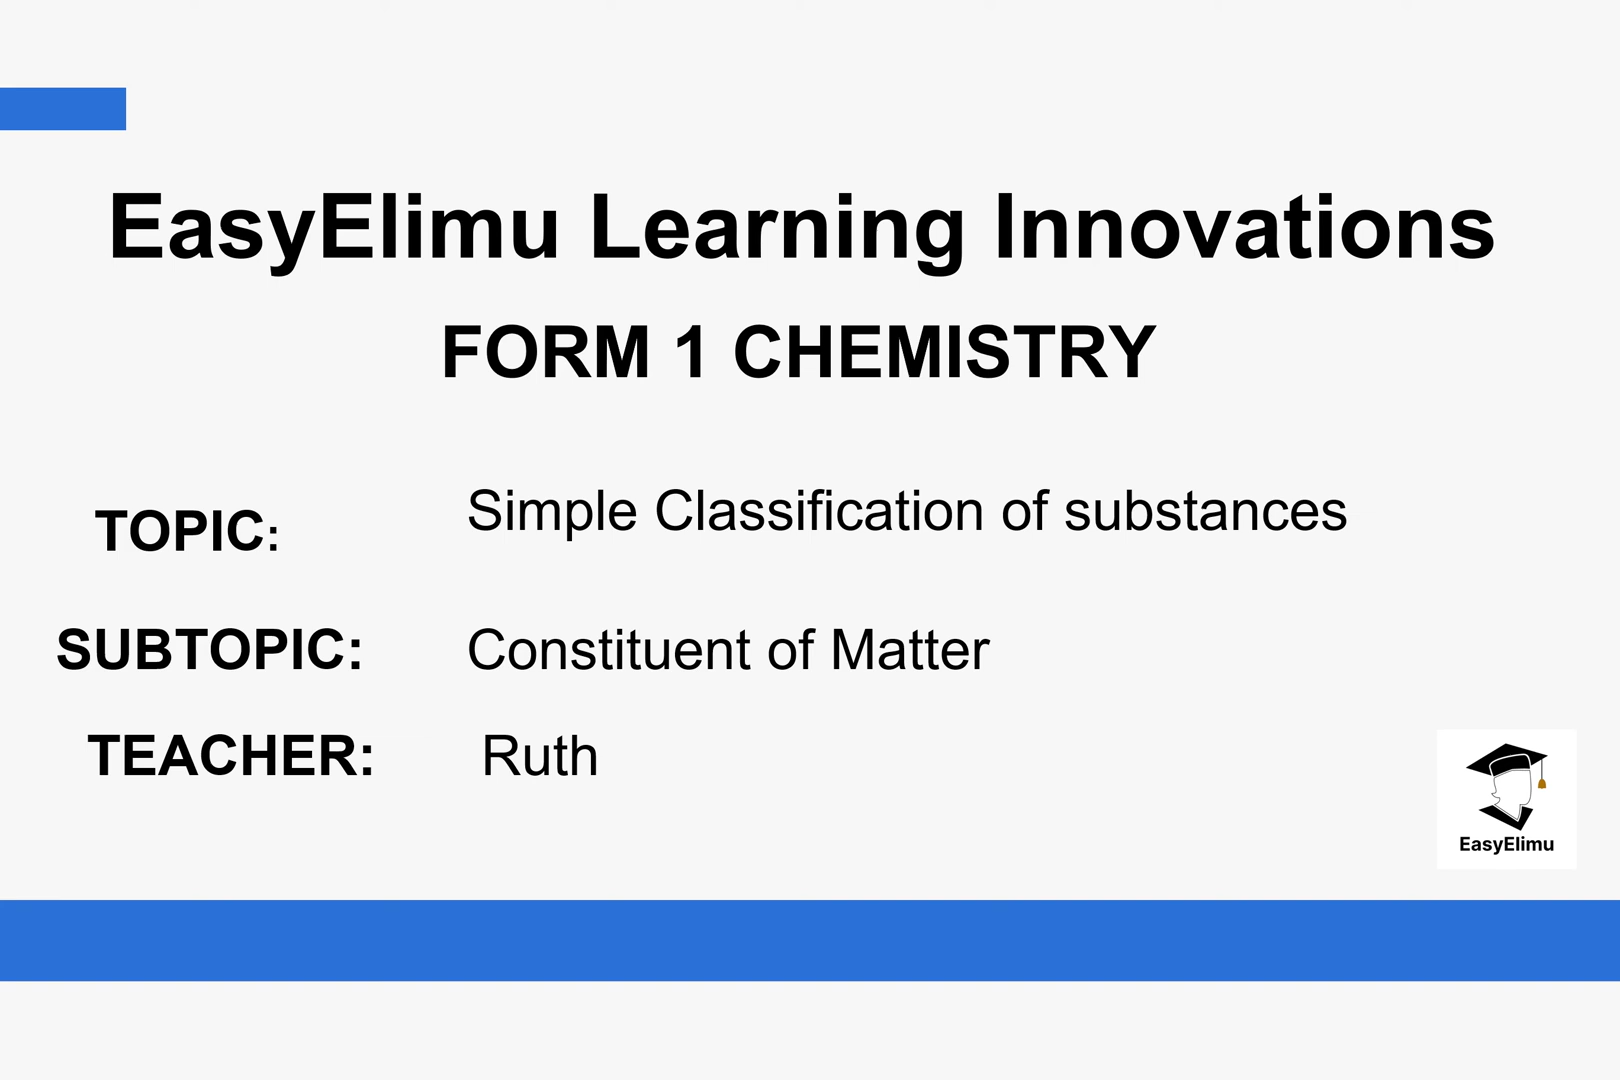 EasyElimu Learning Innovations
FORM 1 CHEMISTRY
TOPIC: Simple Classification of substances
SUBTOPIC: Constituent of Matter
TEACHER: Ruth
EasyElimu